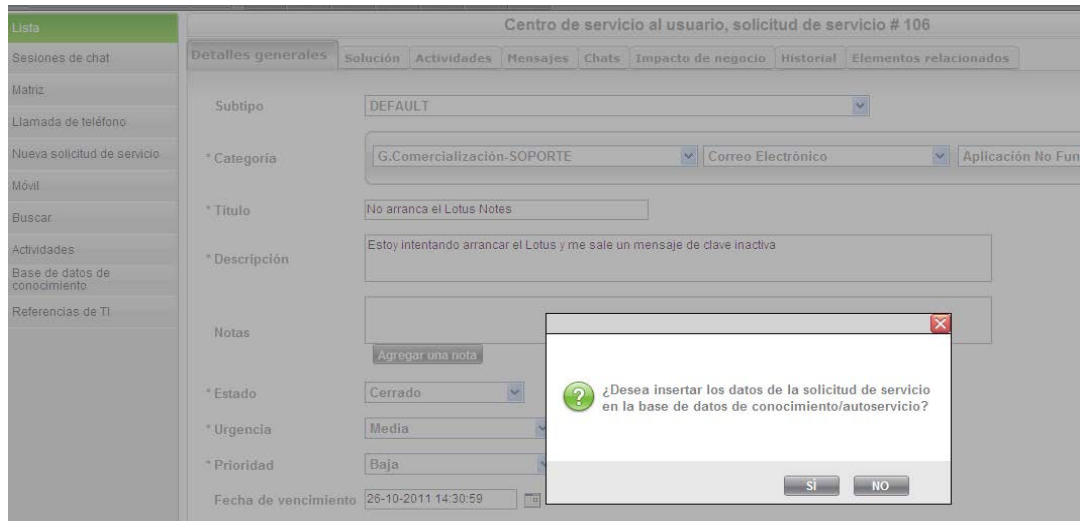 Lista
Centro de servicio al usuario, solicitud de servicio # 106
Sesiones de chat
Matriz
Llamada de teléfono
Nueva solicitud de servicio
Móvil
Buscar
Actividades
Base de datos de
conocimiento
Referencias de TI
Detalles generales Solución Actividades Mensajes Chats Impacto de negocio Historial Elementos relacionados
Subtipo DEFAULT
* Categoría G.Comercialización-SOPORTE Correo Electrónico Aplicación No Fun
* Título No arranca el Lotus Notes
* Descripción Estoy intentando arrancar el Lotus y me sale un mensaje de clave inactiva
Notas
Agregar una nota
* Estado Cerrado
* Urgencia Media
* Prioridad Baja
Fecha de vencimiento 26-10-2011 14:30:59
¿Desea insertar los datos de la solicitud de servicio
en la base de datos de conocimiento/autoservicio?
SÌ NO